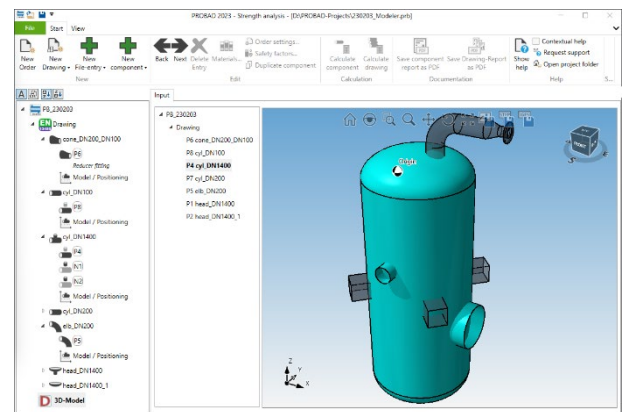 PROBAD 2023 - Strength analysis - [D:\PROBAD-Projects\230203_Modeler.prb]
File Start View
New Order
New Drawing
New File-entry
New component
New
Back Next Delete Entry Materials...
Order settings...
Safety factors...
Duplicate component
Edit
Calculate component
Calculate drawing
Calculation
Save component report as PDF
Save Drawing-Report as PDF
Documentation
Show help
Contextual help
Request support
Open project folder
Help
S...
Input
PB_230203
Drawing
cone_DN200_DN100
P6
Reducer fitting
Model / Positioning
cyl_DN100
P8
Model / Positioning
cyl_DN1400
P4
N1
N2
Model / Positioning
cyl_DN200
elb_DN200
P5
Model / Positioning
head_DN1400
head_DN1400_1
3D-Model
PB_230203
Drawing
P6 cone_DN200_DN100
P8 cyl_DN100
P4 cyl_DN1400
P7 cyl_DN200
P5 elb_DN200
P1 head_DN1400
P2 head_DN1400_1
Z
Y
X